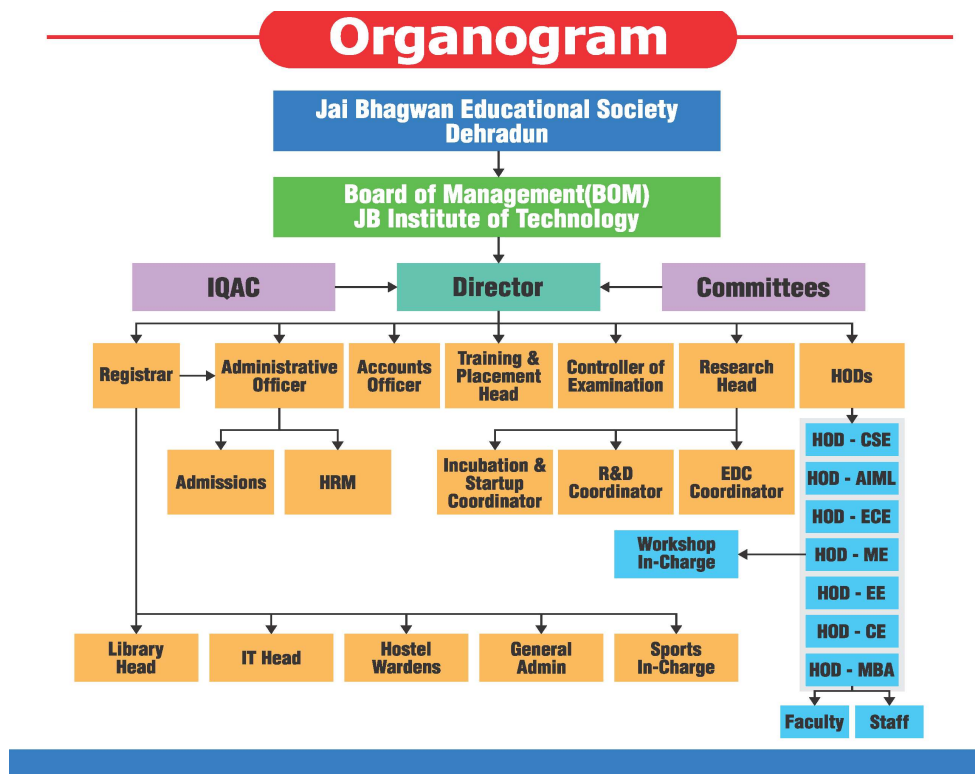 Organogram
Jai Bhagwan Educational Society
Dehradun
Board of Management(BOM)
JB Institute of Technology
IQAC
Director
Committees
Registrar
Administrative
Officer
Accounts
Officer
Training &
Placement
Head
Controller of
Examination
Research
Head
HODs
Admissions
HRM
Incubation &
Startup
Coordinator
R&D
Coordinator
EDC
Coordinator
HOD - CSE
HOD - AIML
HOD - ECE
Workshop
In-Charge
HOD - ME
HOD - EE
HOD - CE
HOD - MBA
Library
Head
IT Head
Hostel
Wardens
General
Admin
Sports
In-Charge
Faculty
Staff